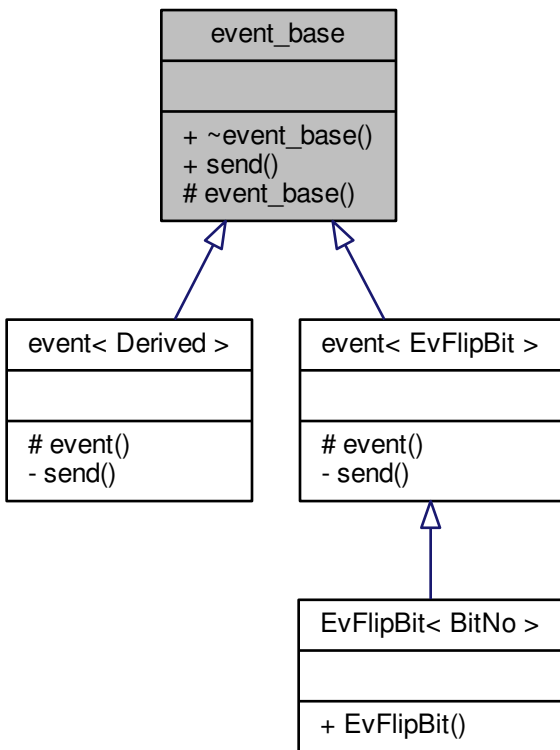 event_base
+ ~event_base()
+ send()
# event_base()
event< Derived >
# event()
- send()
event< EvFlipBit >
# event()
- send()
EvFlipBit< BitNo >
+ EvFlipBit()